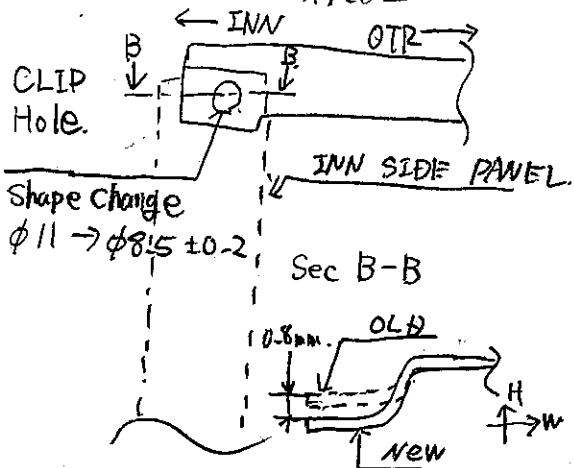 ← INN
OTR →
B
B
CLIP
Hole.
INN SIDE PANEL.
Shape Change
φ11 → φ8.5 ±0.2
Sec B-B
0.8mm.
OLD
H
W
NEW